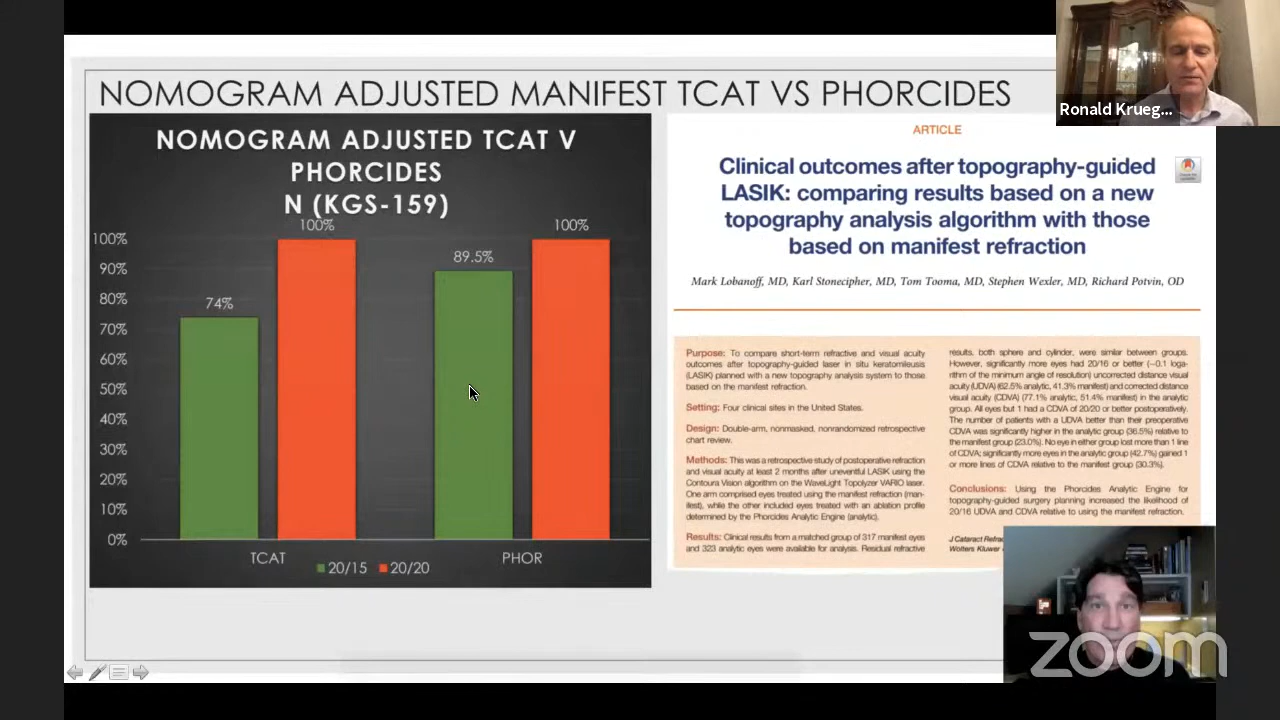 NOMOGRAM ADJUSTED MANIFEST TCAT VS PHORCIDES
Ronald Krueg...
NOMOGRAM ADJUSTED TCAT V
PHORCIDES
N (KGS-159)
100%
90%
80%
70%
60%
50%
40%
30%
20%
10%
0%
74%
100%
89.5%
100%
TCAT
PHOR
20/15
20/20
ARTICLE
Clinical outcomes after topography-guided
LASIK: comparing results based on a new
topography analysis algorithm with those
based on manifest refraction
Mark Lobanoff, MD, Karl Stonecipher, MD, Tom Tooma, MD, Stephen Wexler, MD, Richard Potvin, OD
Purpose: To compare short-term refractive and visual acuity
outcomes after topography-guided laser in situ keratomileusis
(LASIK) planned with a new topography analysis system to those
based on the manifest refraction.
Setting: Four clinical sites in the United States.
Design: Double-arm, nonmasked, nonrandomized retrospective
chart review.
Methods: This was a retrospective study of postoperative refraction
and visual acuity at least 2 months after uneventful LASIK using the
Contoura Vision algorithm on the WaveLight Topolyzer VARIO laser.
One arm comprised eyes treated using the manifest refraction (man-
ifest), while the other included eyes treated with an ablation profile
determined by the Phorcides Analytic Engine (analytic).
Results: Clinical results from a matched group of 317 manifest eyes
and 323 analytic eyes were available for analysis. Residual refractive
results, both sphere and cylinder, were similar between groups.
However, significantly more eyes had 20/16 or better (−0.1 loga-
rithm of the minimum angle of resolution) uncorrected distance visual
acuity (UDVA) (62.5% analytic, 41.3% manifest) and corrected distance
visual acuity (CDVA) (77.1% analytic, 51.4% manifest) in the analytic
group. All eyes but 1 had a CDVA of 20/20 or better postoperatively.
The number of patients with a UDVA better than their preoperative
CDVA was significantly higher in the analytic group (36.5%) relative to
the manifest group (23.0%). No eye in either group lost more than 1 line
of CDVA; significantly more eyes in the analytic group (42.7%) gained 1
or more lines of CDVA relative to the manifest group (30.3%).
Conclusions: Using the Phorcides Analytic Engine for
topography-guided surgery planning increased the likelihood of
20/16 UDVA and CDVA relative to using the manifest refraction.
J Cataract Refra
Wolters Kluwer
zoom